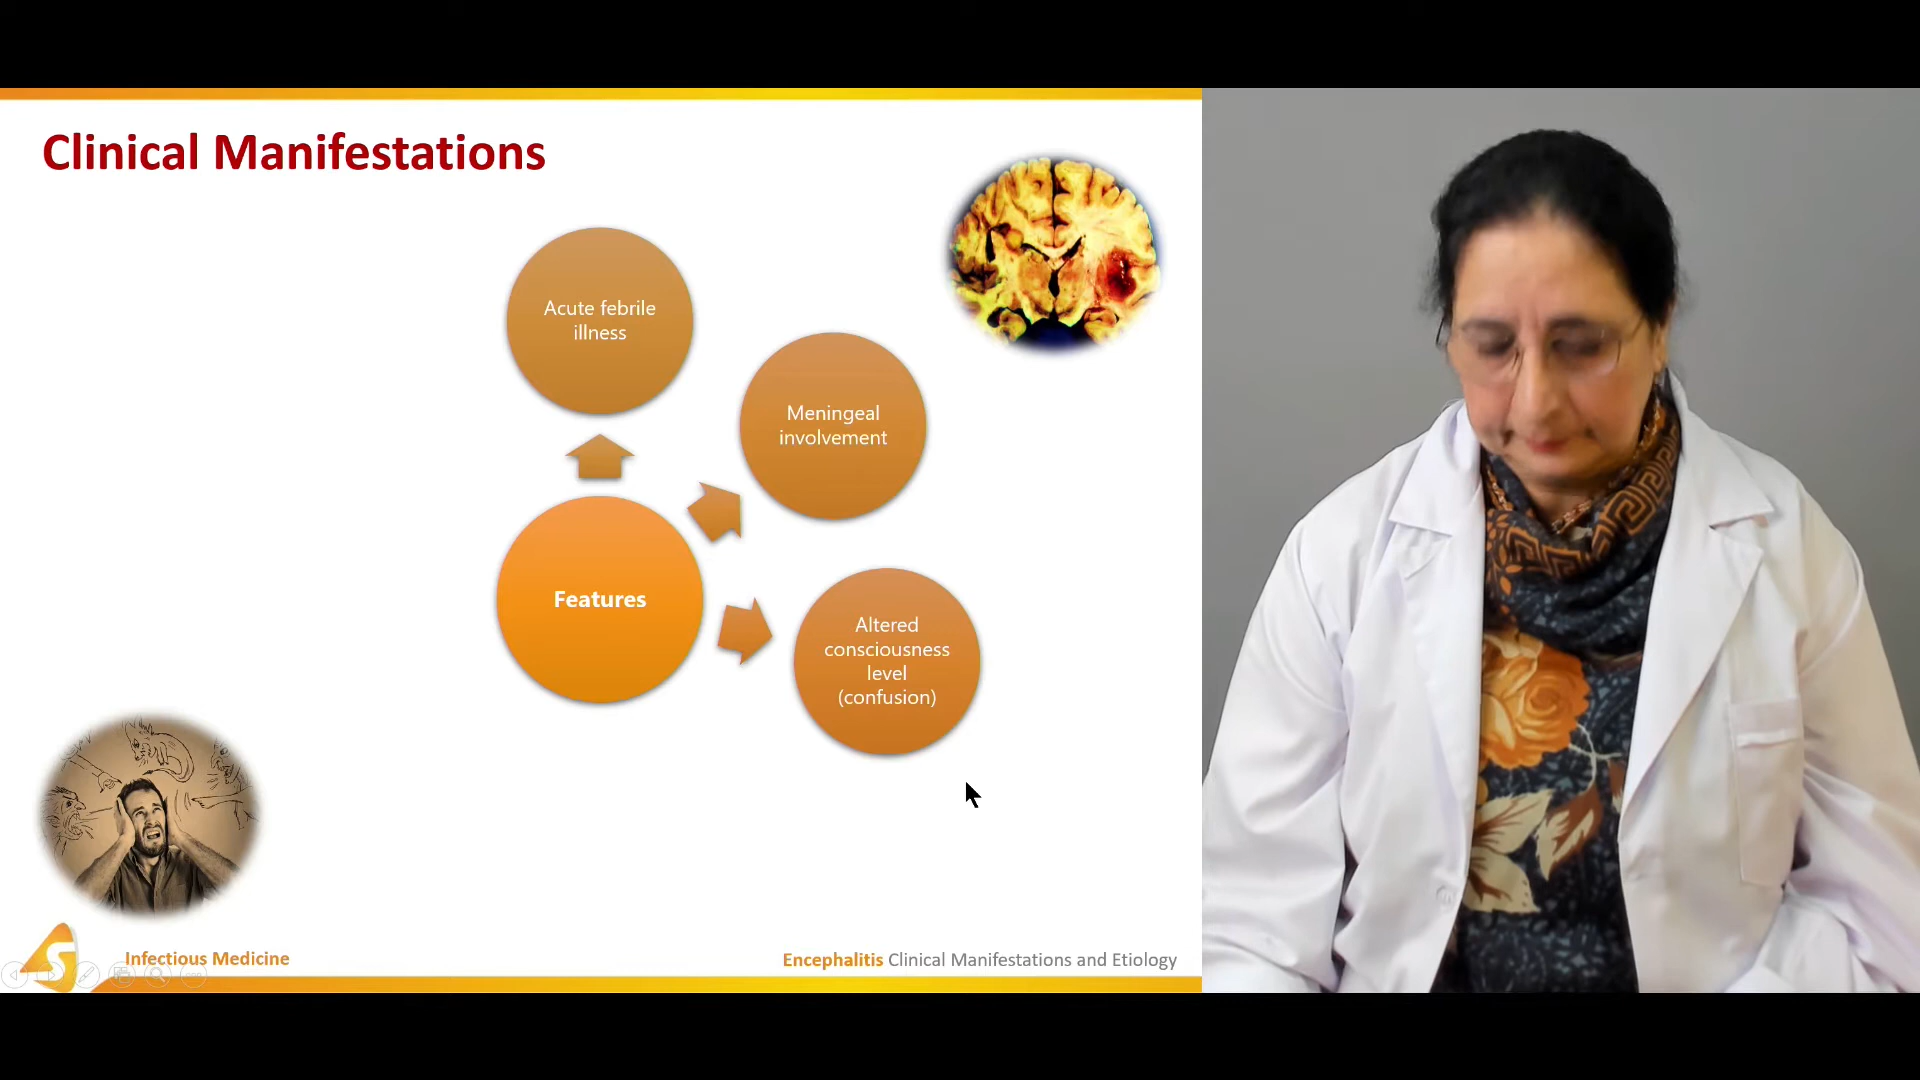 Clinical Manifestations
Acute febrile
illness
Meningeal
involvement
Features
Altered
consciousness
level
(confusion)
Infectious Medicine
Encephalitis Clinical Manifestations and Etiology